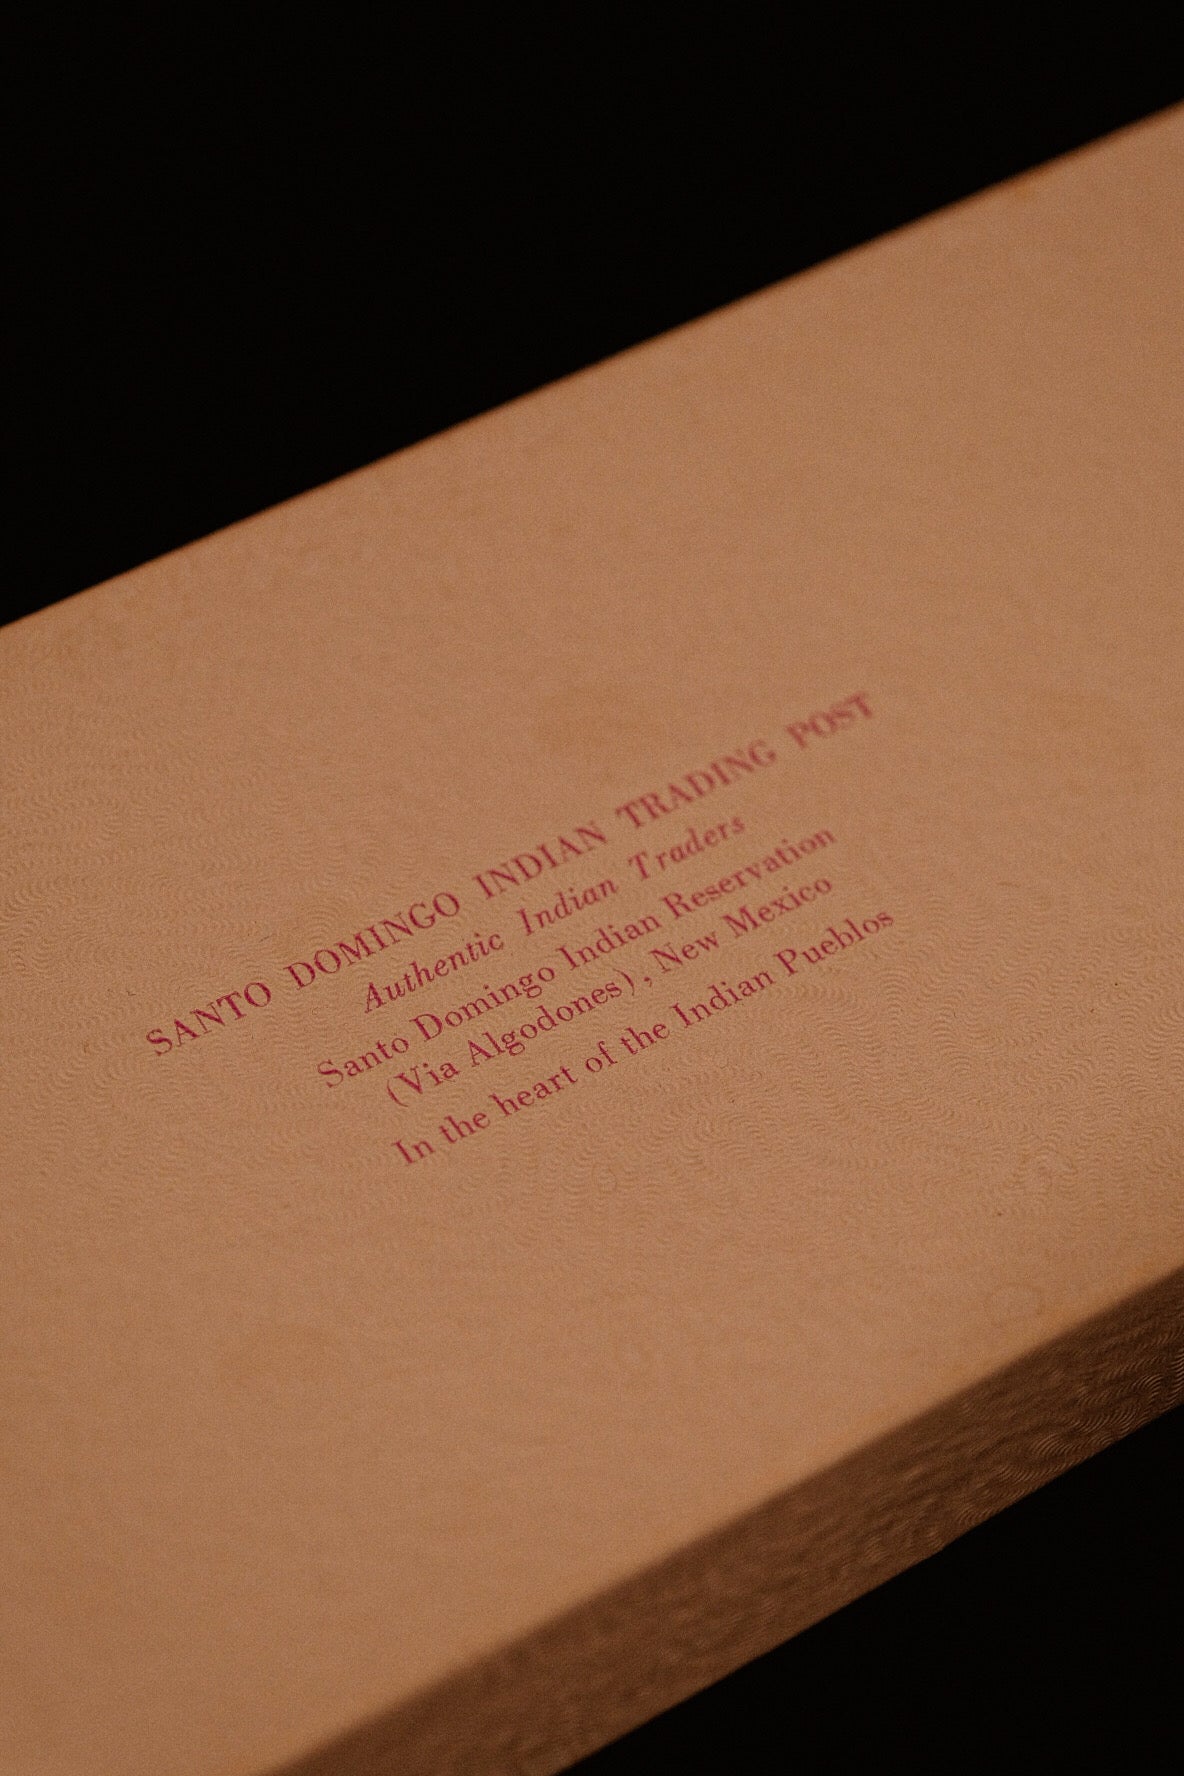 SANTO DOMINGO INDIAN TRADING POST
Authentic Indian Traders
Santo Domingo Indian Reservation
(Via Algodones), New Mexico
In the heart of the Indian Pueblos